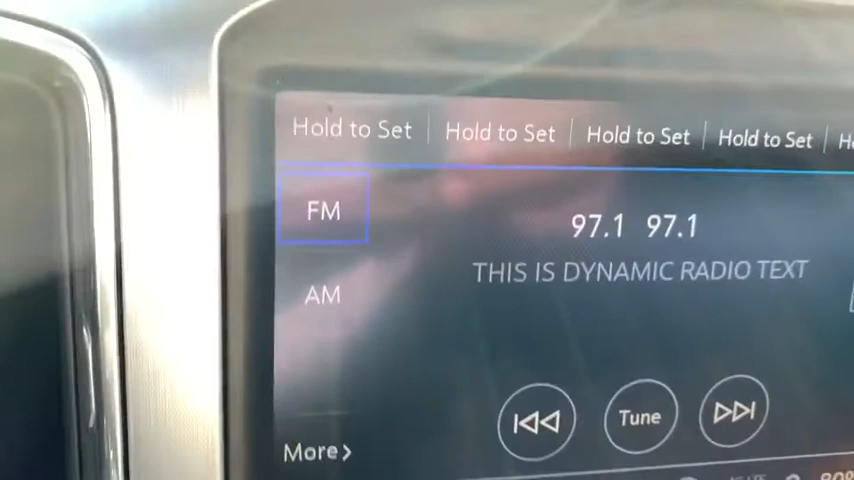 Hold to Set Hold to Set Hold to Set Hold to Set
FM
97.1 97.1
THIS IS DYNAMIC RADIO TEXT
AM
Tune
More>